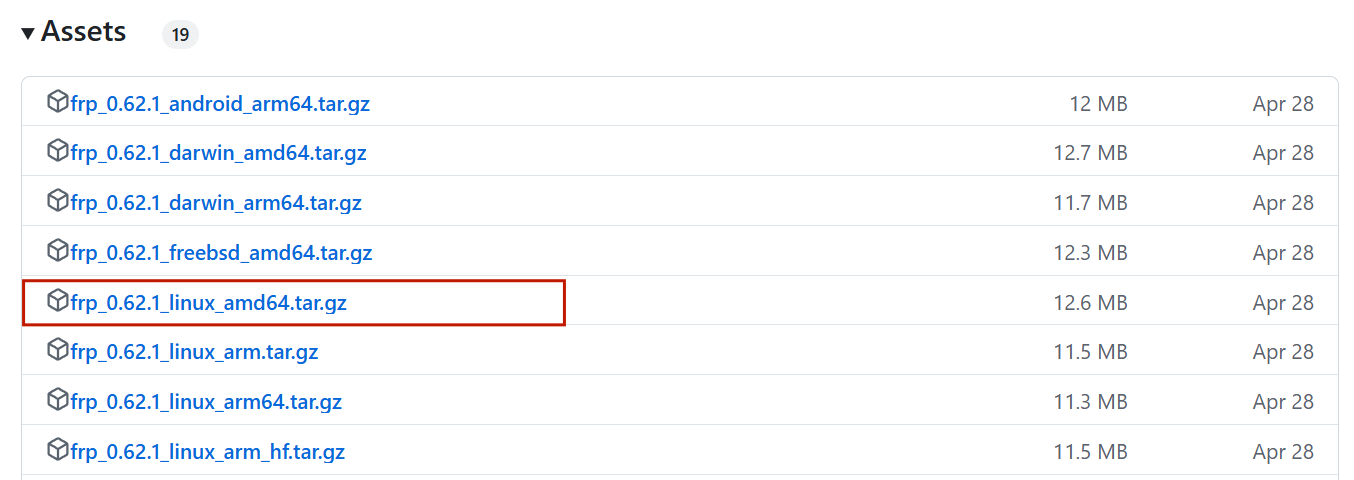 Assets 19
frp_0.62.1_android_arm64.tar.gz 12 MB Apr 28
frp_0.62.1_darwin_amd64.tar.gz 12.7 MB Apr 28
frp_0.62.1_darwin_arm64.tar.gz 11.7 MB Apr 28
frp_0.62.1_freebsd_amd64.tar.gz 12.3 MB Apr 28
frp_0.62.1_linux_amd64.tar.gz 12.6 MB Apr 28
frp_0.62.1_linux_arm.tar.gz 11.5 MB Apr 28
frp_0.62.1_linux_arm64.tar.gz 11.3 MB Apr 28
frp_0.62.1_linux_arm_hf.tar.gz 11.5 MB Apr 28